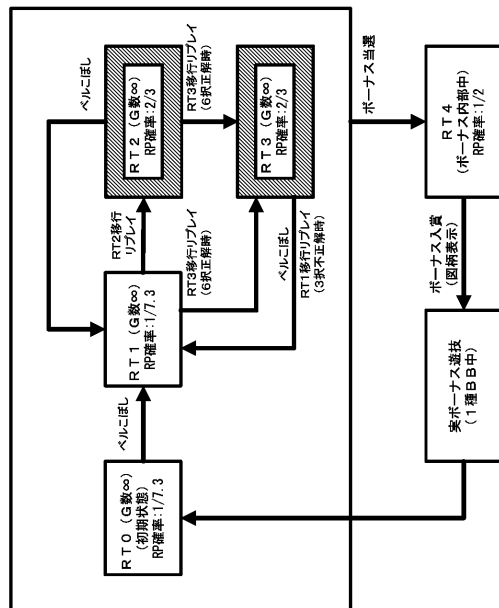 RT0(G数∞)
(初期状態)
RP確率:1/7.3
ベルこぼし
RT1(G数∞)
RP確率:1/7.3
ベルこぼし
RT2移行
リプレイ
RT2(G数∞)
RP確率:2/3
RT3移行リプレイ
(6択正解時)
RT3移行リプレイ
(6択正解時)
RT3(G数∞)
RP確率:2/3
ベルこぼし
RT1移行リプレイ
(3択不正解時)
ボーナス当選
RT4
(ボーナス内部中)
RP確率:1/2
ボーナス入賞
(図柄表示)
実ボーナス遊技
(1種BB中)